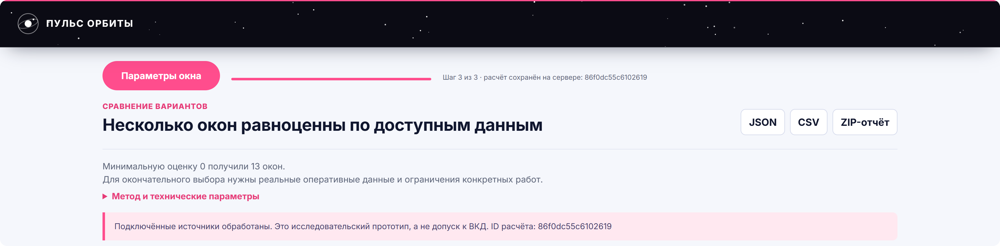 ПУЛЬС ОРБИТЫ
Параметры окна
Шаг 3 из 3 · расчёт сохранён на сервере: 86f0dc55c6102619
СРАВНЕНИЕ ВАРИАНТОВ
Несколько окон равноценны по доступным данным
JSON
CSV
ZIP-отчёт
Минимальную оценку 0 получили 13 окон.
Для окончательного выбора нужны реальные оперативные данные и ограничения конкретных работ.
Метод и технические параметры
Подключённые источники обработаны. Это исследовательский прототип, а не допуск к ВКД. ID расчёта: 86f0dc55c6102619